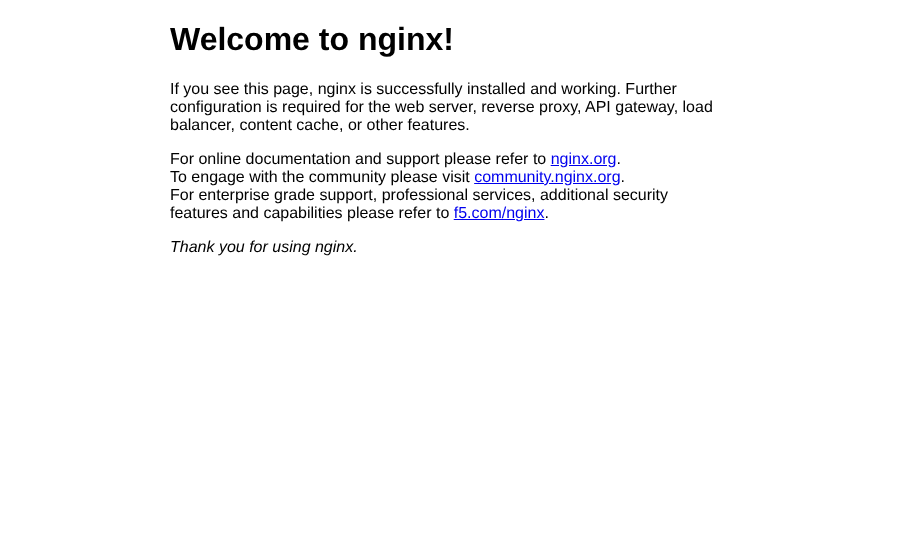 Welcome to nginx!
If you see this page, nginx is successfully installed and working. Further
configuration is required for the web server, reverse proxy, API gateway, load
balancer, content cache, or other features.
For online documentation and support please refer to nginx.org.
To engage with the community please visit community.nginx.org.
For enterprise grade support, professional services, additional security
features and capabilities please refer to f5.com/nginx.
Thank you for using nginx.